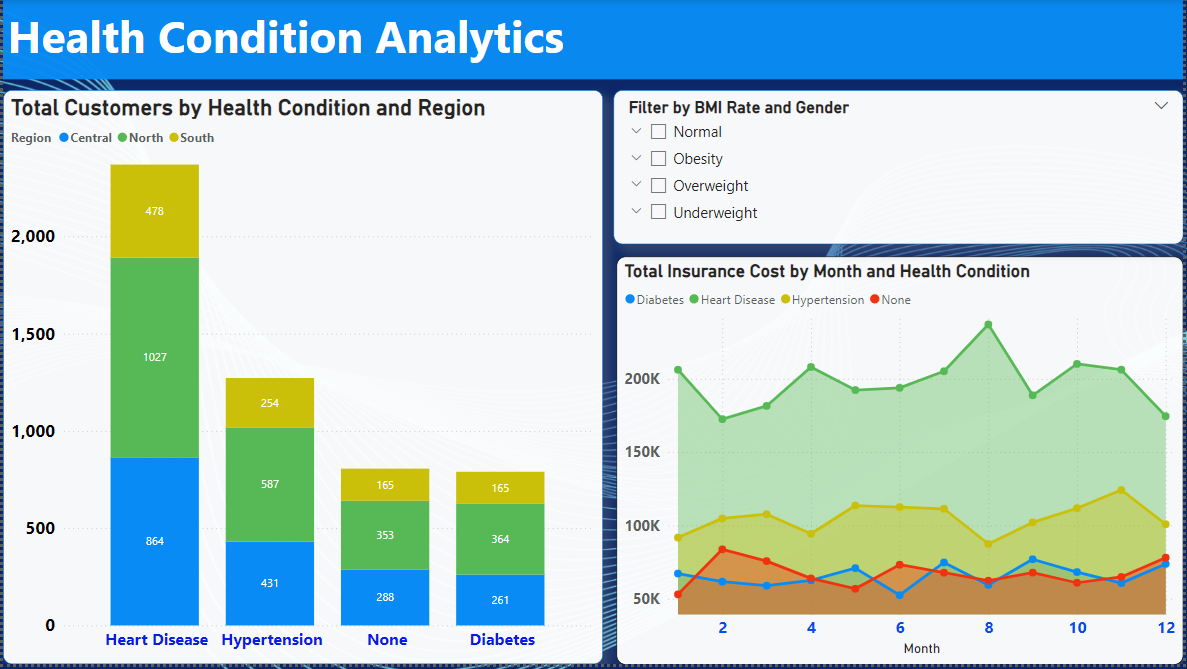 Health Condition Analytics
Total Customers by Health Condition and Region
Region Central North South
2,000
1,500
1,000
500
0
478
1027
864
254
587
431
165
353
288
165
364
261
Heart Disease Hypertension None Diabetes
Filter by BMI Rate and Gender
Normal
Obesity
Overweight
Underweight
Total Insurance Cost by Month and Health Condition
Diabetes Heart Disease Hypertension None
200K
150K
100K
50K
2 4 6 8 10 12
Month